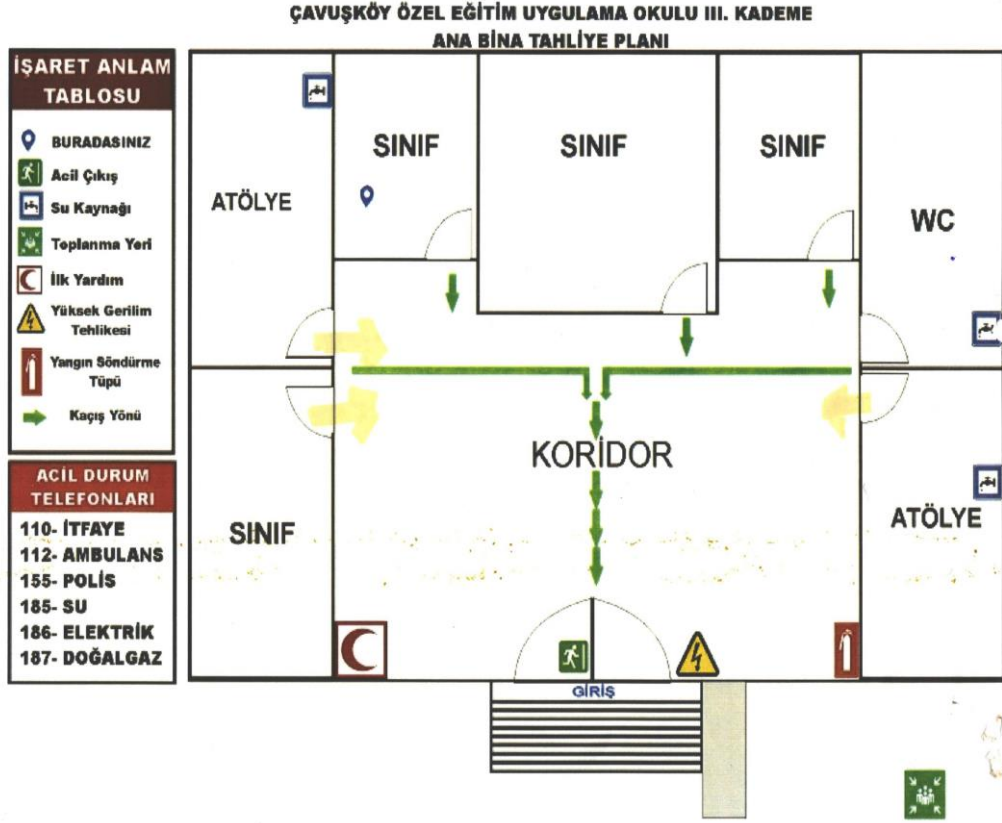 ÇAVUŞKÖY ÖZEL EĞİTİM UYGULAMA OKULU III. KADEME
ANA BİNA TAHLİYE PLANI
İŞARET ANLAM
TABLOSU
BURADASINIZ
Acil Çıkış
Su Kaynağı
Toplanma Yeri
İlk Yardım
Yüksek Gerilim
Tehlikesi
Yangın Söndürme
Tüpü
Kaçış Yönü
ACİL DURUM
TELEFONLARI
110- İTFAYE
112- AMBULANS
155- POLİS
185- SU
186- ELEKTRİK
187- DOĞALGAZ
SINIF
SINIF
SINIF
ATÖLYE
WC
KORİDOR
SINIF
ATÖLYE
GİRİŞ